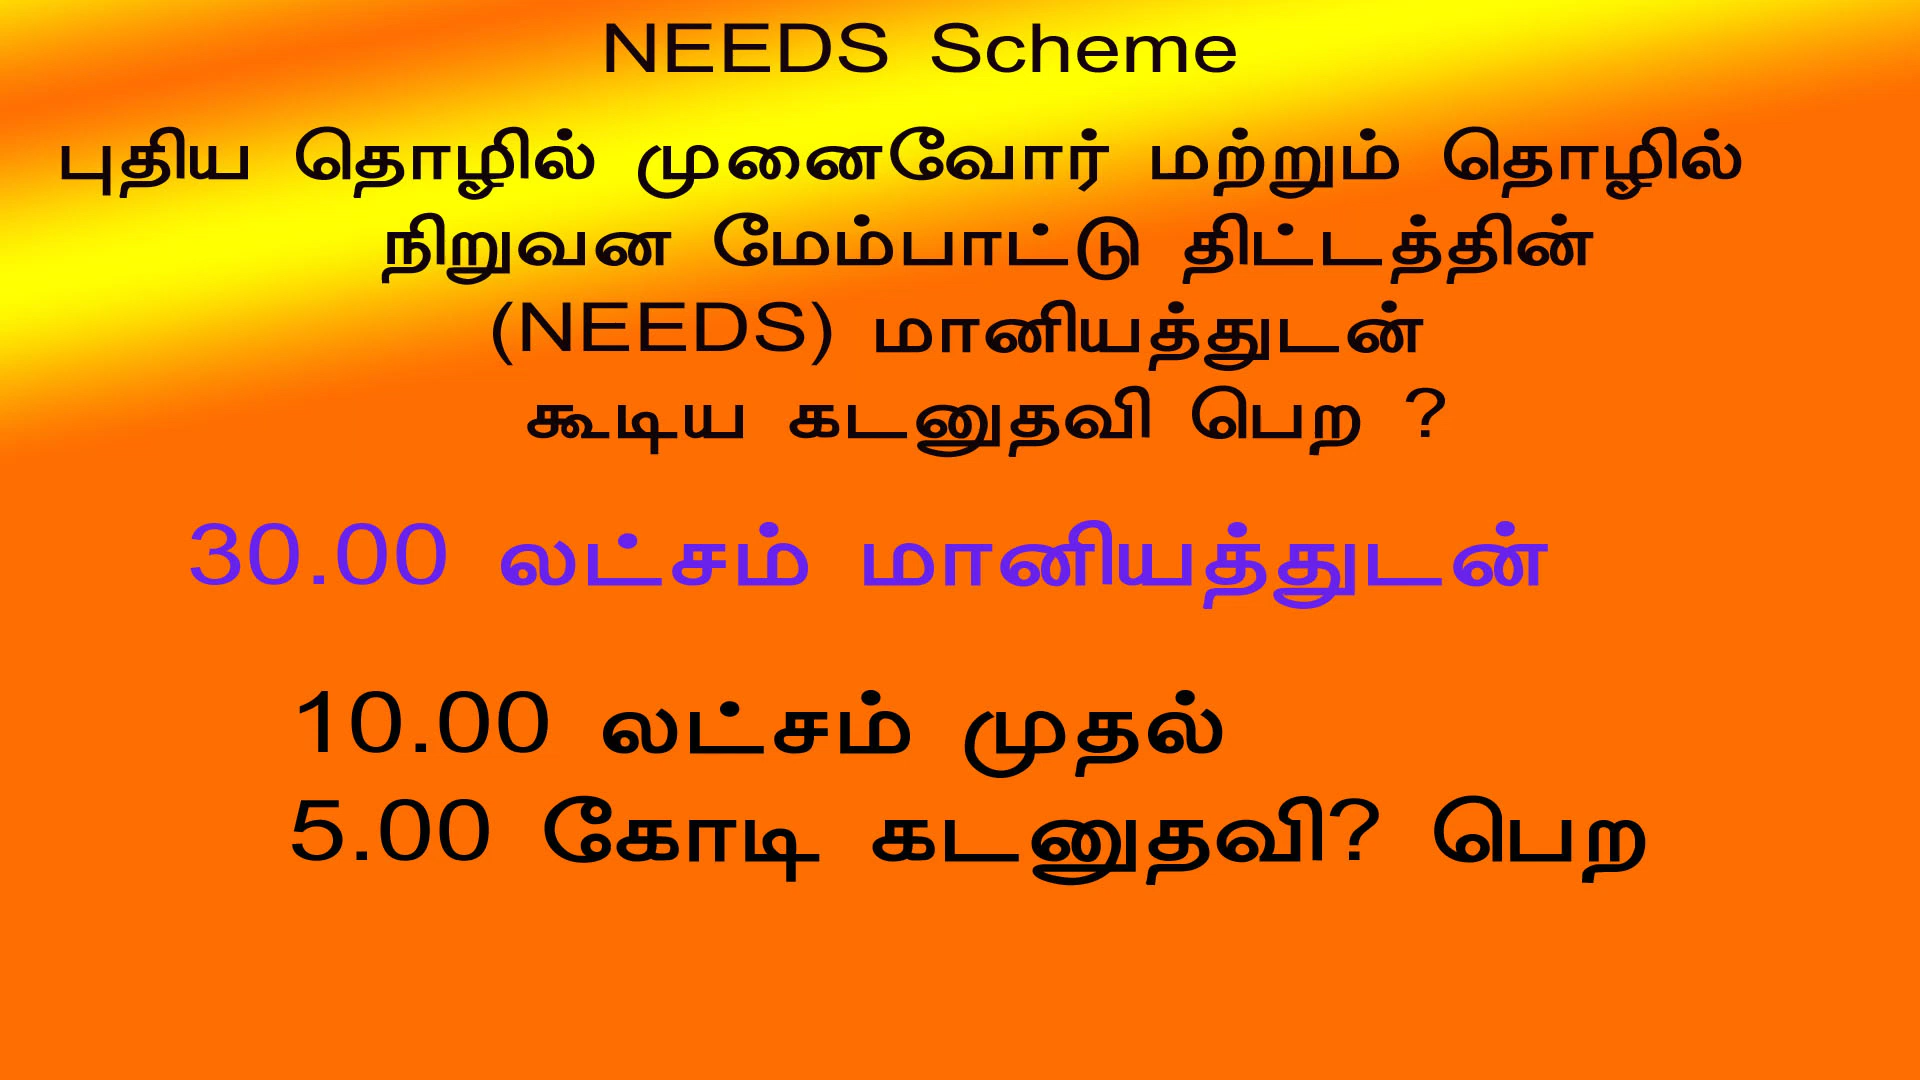 NEEDS Scheme
புதிய தொழில் முனைவோர் மற்றும் தொழில்
நிறுவன மேம்பாட்டு திட்டத்தின்
(NEEDS) மானியத்துடன்
கூடிய கடனுதவி பெற ?
30.00 லட்சம் மானியத்துடன்
10.00 லட்சம் முதல்
5.00 கோடி கடனுதவி? பெற